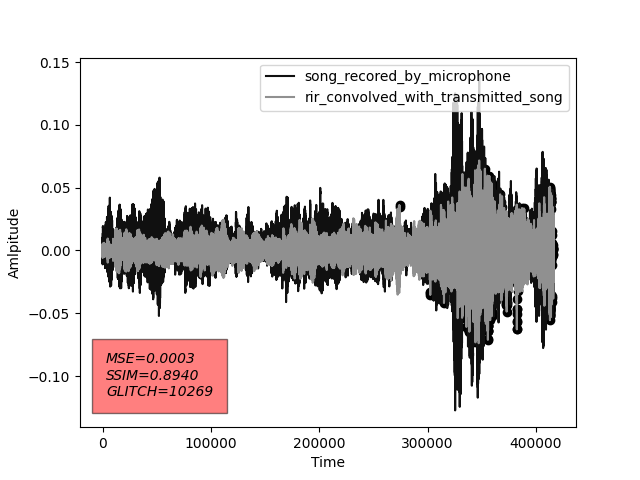 song_recored_by_microphone
rir_convolved_with_transmitted_song
0.15
0.10
0.05
0.00
−0.05
−0.10
Amlpitude
MSE=0.0003
SSIM=0.8940
GLITCH=10269
0 100000 200000 300000 400000
Time